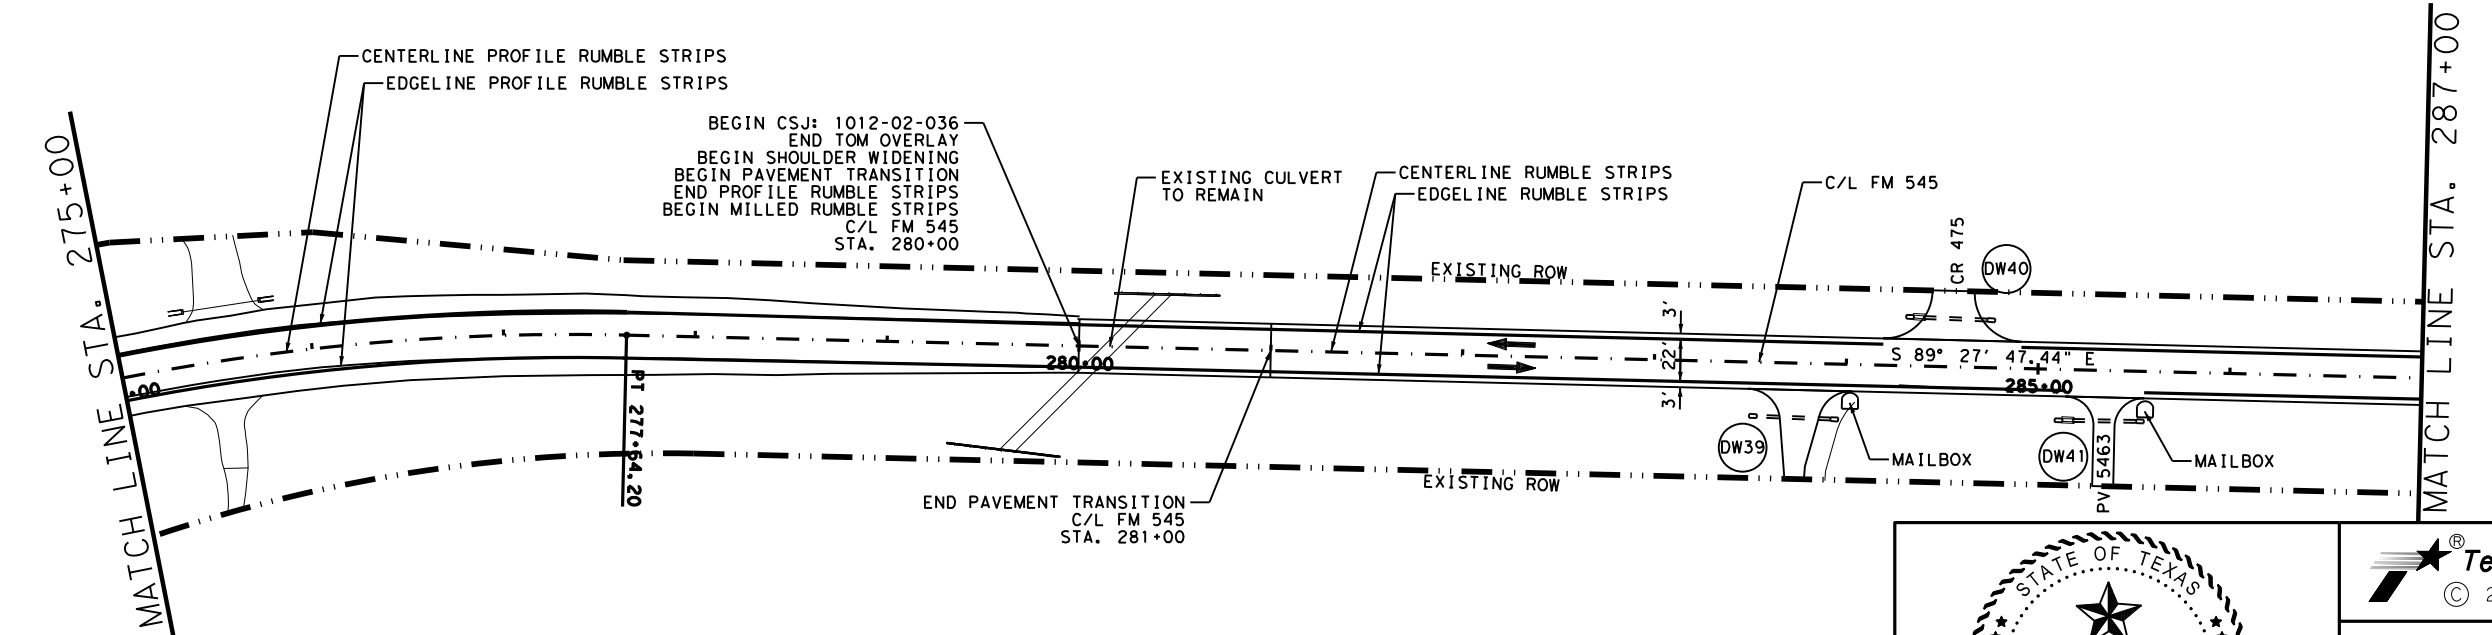 CENTERLINE PROFILE RUMBLE STRIPS
EDGELINE PROFILE RUMBLE STRIPS
BEGIN CSJ: 1012-02-036
END TOM OVERLAY
BEGIN SHOULDER WIDENING
BEGIN PAVEMENT TRANSITION
END PROFILE RUMBLE STRIPS
BEGIN MILLED RUMBLE STRIPS
C/L FM 545
STA. 280+00
EXISTING CULVERT
TO REMAIN
CENTERLINE RUMBLE STRIPS
EDGELINE RUMBLE STRIPS
C/L FM 545
MATCH LINE STA. 275+00
MATCH LINE STA. 287+00
EXISTING ROW
CR 475
DW40
3'
22'
3'
280+00
S 89° 27' 47.44" E
285+00
+00
PT 277+64.20
DW39
MAILBOX
DW41
PV 5463
MAILBOX
EXISTING ROW
END PAVEMENT TRANSITION
C/L FM 545
STA. 281+00
STATE OF TEXAS
®
©